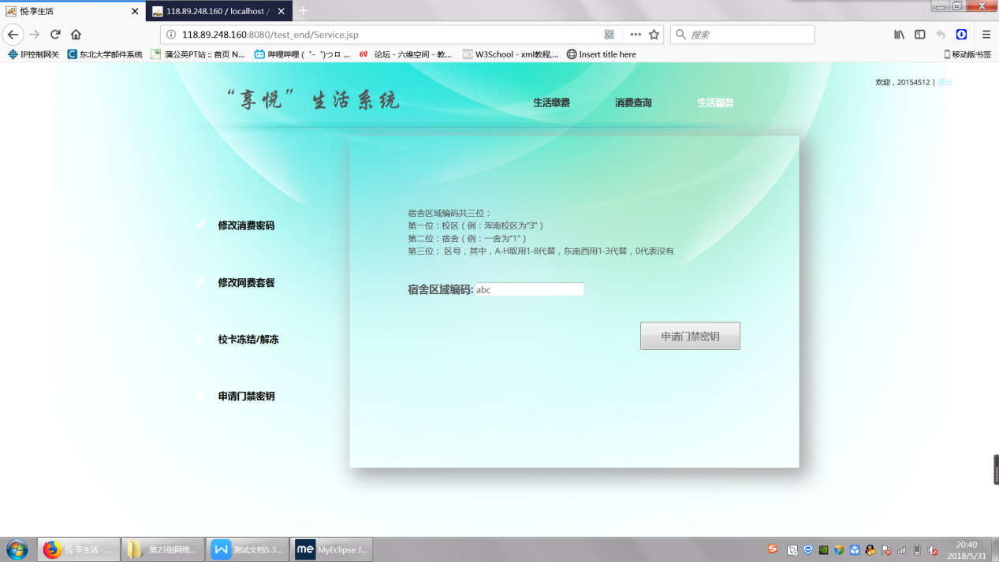 悦·享生活
118.89.248.160 / localhost /
118.89.248.160:8080/test_end/Service.jsp
搜索
IP控制网关 东北大学邮件系统 蒲公英PT站 :: 首页 N... 哔哩哔哩 ( ゜- ゜)つロ ... 论坛 - 六维空间 - 教... W3School - xml教程,... Insert title here 移动版书签
欢迎，20154512 | 退出
“享悦”生活系统
生活缴费 消费查询 生活服务
修改消费密码
修改网费套餐
校卡冻结/解冻
申请门禁密钥
宿舍区域编码共三位：
第一位：校区（例：浑南校区为“3”）
第二位：宿舍（例：一舍为“1”）
第三位： 区号，其中，A-H取用1-8代替，东南西用1-3代替，0代表没有
宿舍区域编码: abc
申请门禁密钥
悦·享生活 - ... 第23组网络... 测试文档5.3... MyEclipse J...
20:40
2018/5/31